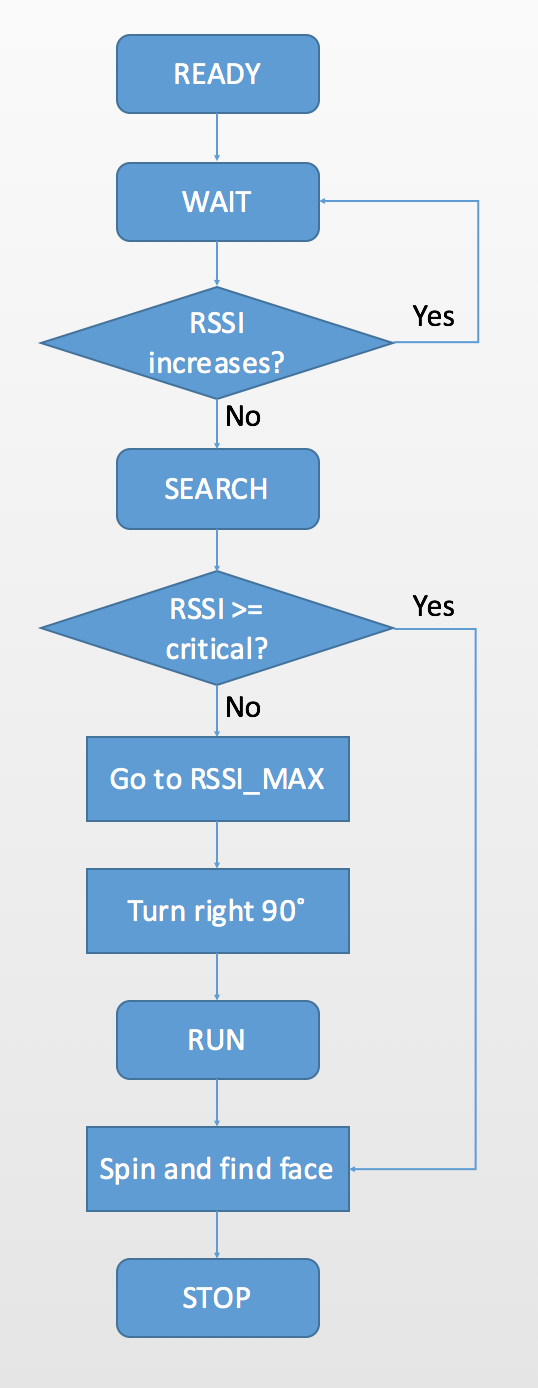 READY
WAIT
RSSI
increases?
Yes
No
SEARCH
RSSI >=
critical?
Yes
No
Go to RSSI_MAX
Turn right 90°
RUN
Spin and find face
STOP